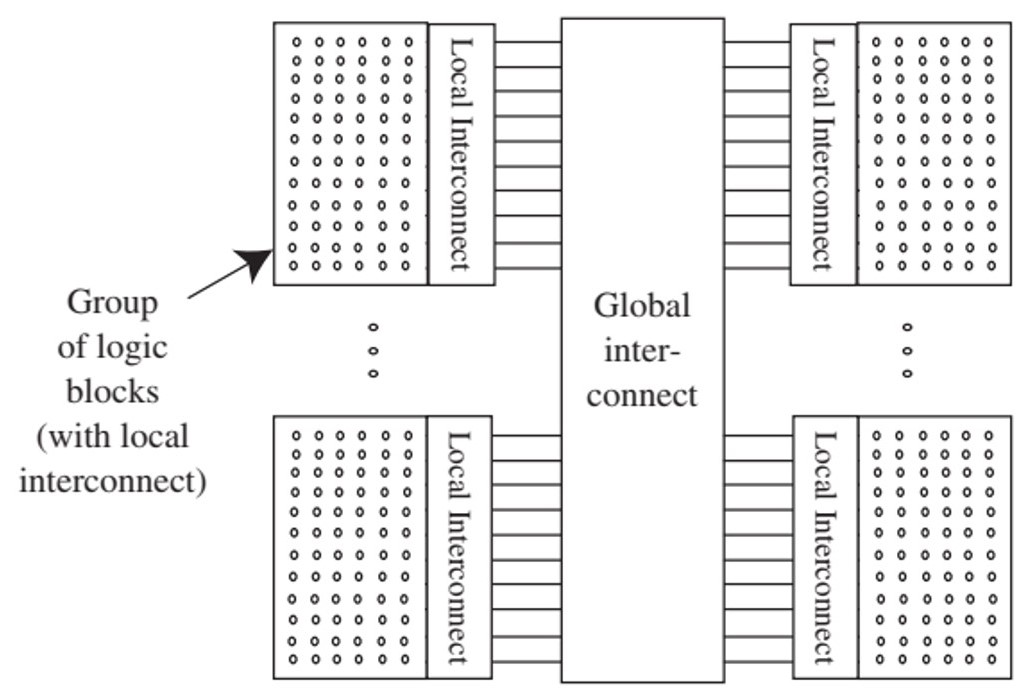 Local Interconnect
Local Interconnect
Group
of logic
blocks
(with local
interconnect)
Global
inter-
connect
Local Interconnect
Local Interconnect